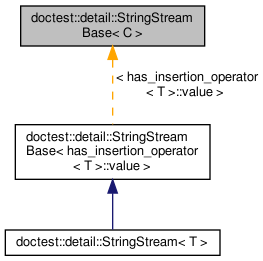 doctest::detail::StringStream
Base< C >
< has_insertion_operator
< T >::value >
doctest::detail::StringStream
Base< has_insertion_operator
< T >::value >
doctest::detail::StringStream< T >